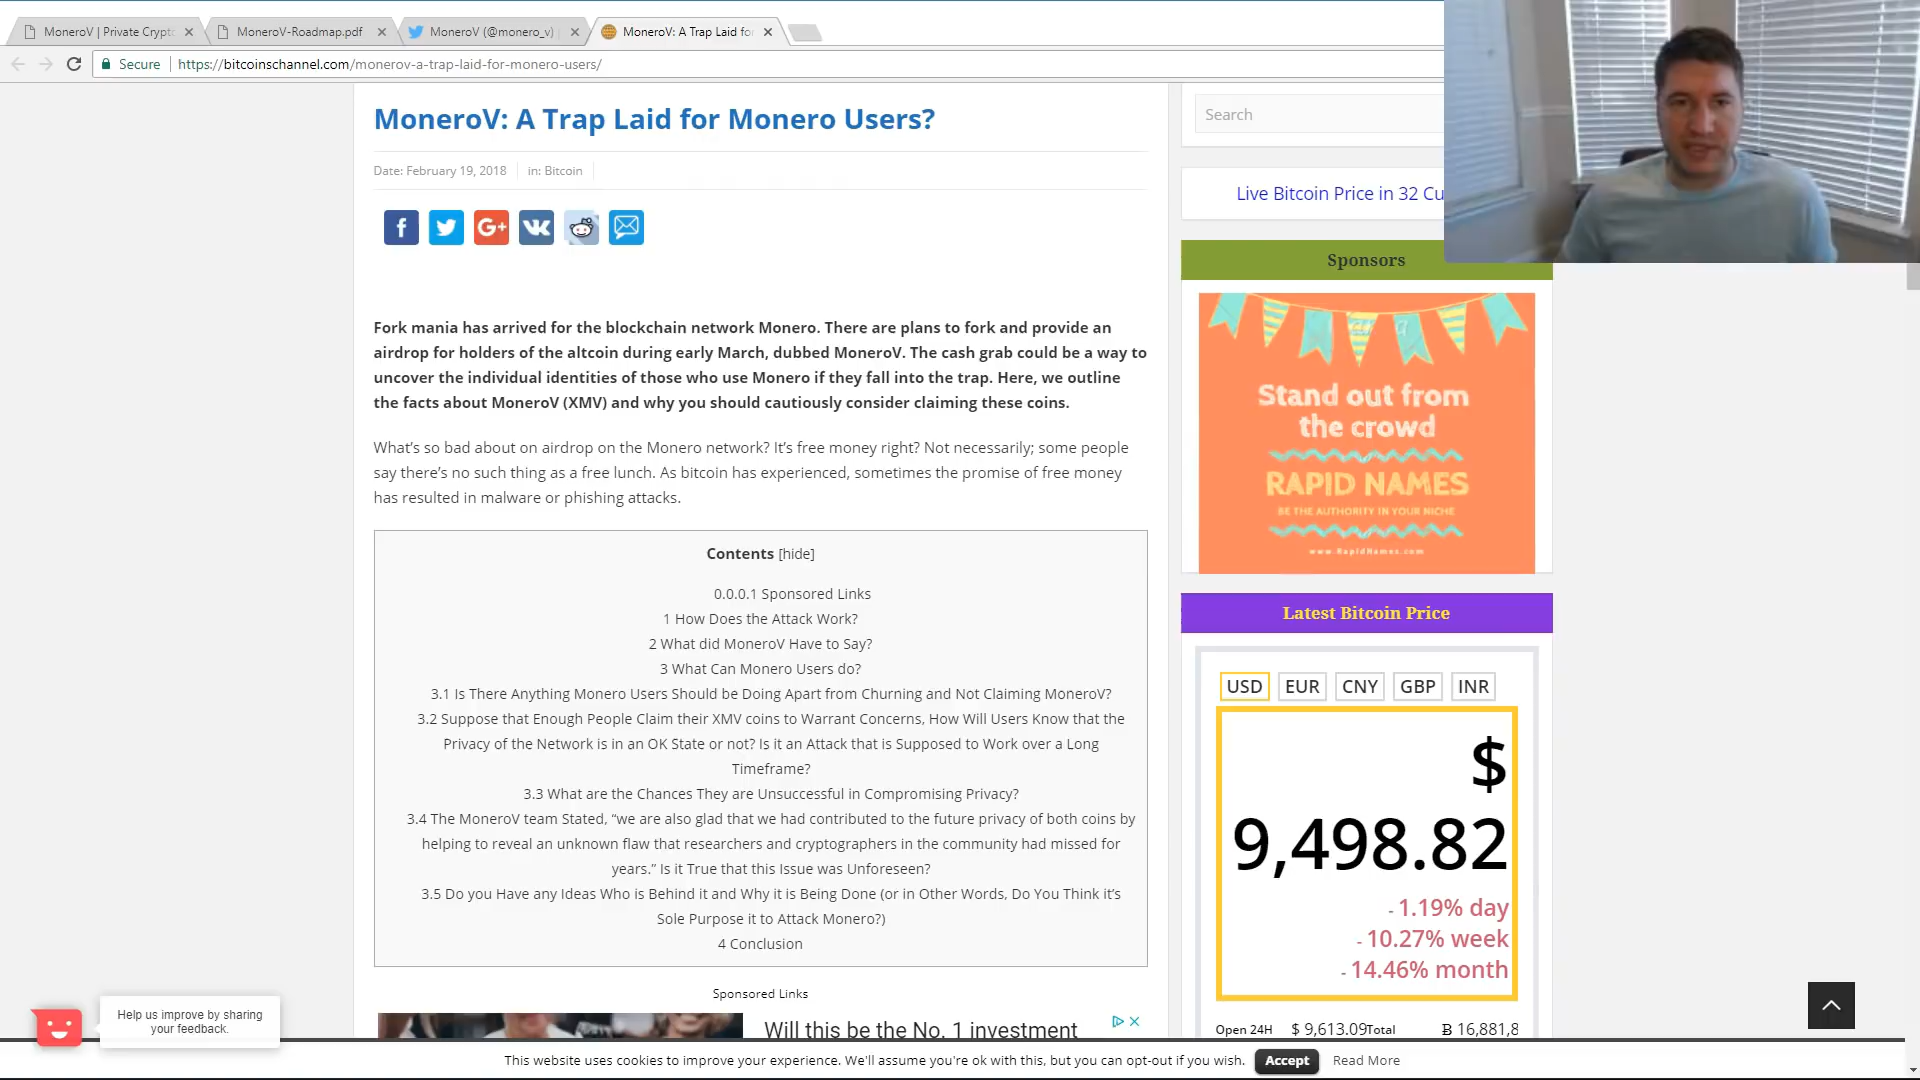 MoneroV | Private Crypto
MoneroV-Roadmap.pdf
MoneroV (@monero_v)
MoneroV: A Trap Laid fo
Secure
https://bitcoinschannel.com/monerov-a-trap-laid-for-monero-users/
MoneroV: A Trap Laid for Monero Users?
Date: February 19, 2018
in: Bitcoin
f
G+
Fork mania has arrived for the blockchain network Monero. There are plans to fork and provide an
airdrop for holders of the altcoin during early March, dubbed MoneroV. The cash grab could be a way to
uncover the individual identities of those who use Monero if they fall into the trap. Here, we outline
the facts about MoneroV (XMV) and why you should cautiously consider claiming these coins.
What's so bad about on airdrop on the Monero network? It's free money right? Not necessarily; some people
say there's no such thing as a free lunch. As bitcoin has experienced, sometimes the promise of free money
has resulted in malware or phishing attacks.
Contents [hide]
0.0.0.1 Sponsored Links
1 How Does the Attack Work?
2 What did MoneroV Have to Say?
3 What Can Monero Users do?
3.1 Is There Anything Monero Users Should be Doing Apart from Churning and Not Claiming MoneroV?
3.2 Suppose that Enough People Claim their XMV coins to Warrant Concerns, How Will Users Know that the
Privacy of the Network is in an OK State or not? Is it an Attack that is Supposed to Work over a Long
Timeframe?
3.3 What are the Chances They are Unsuccessful in Compromising Privacy?
3.4 The MoneroV team Stated, “we are also glad that we had contributed to the future privacy of both coins by
helping to reveal an unknown flaw that researchers and cryptographers in the community had missed for
years.” Is it True that this Issue was Unforeseen?
3.5 Do you Have any Ideas Who is Behind it and Why it is Being Done (or in Other Words, Do You Think it's
Sole Purpose it to Attack Monero?)
4 Conclusion
Sponsored Links
Will this be the No. 1 investment
Search
Live Bitcoin Price in 32 Cu
Sponsors
Stand out from
the crowd
RAPID NAMES
BE THE AUTHORITY IN YOUR NICHE
www.RapidNames.com
Latest Bitcoin Price
USD EUR CNY GBP INR
$
9,498.82
- 1.19% day
- 10.27% week
- 14.46% month
Open 24H $ 9,613.09Total Ƀ 16,881,8
Help us improve by sharing
your feedback.
This website uses cookies to improve your experience. We'll assume you're ok with this, but you can opt-out if you wish. Accept Read More